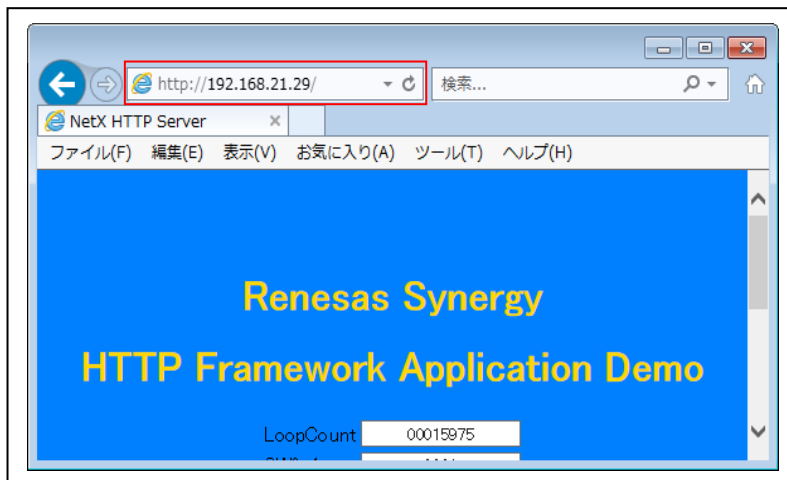 http://192.168.21.29/
検索...
NetX HTTP Server
ファイル(F) 編集(E) 表示(V) お気に入り(A) ツール(T) ヘルプ(H)
Renesas Synergy
HTTP Framework Application Demo
LoopCount 00015975